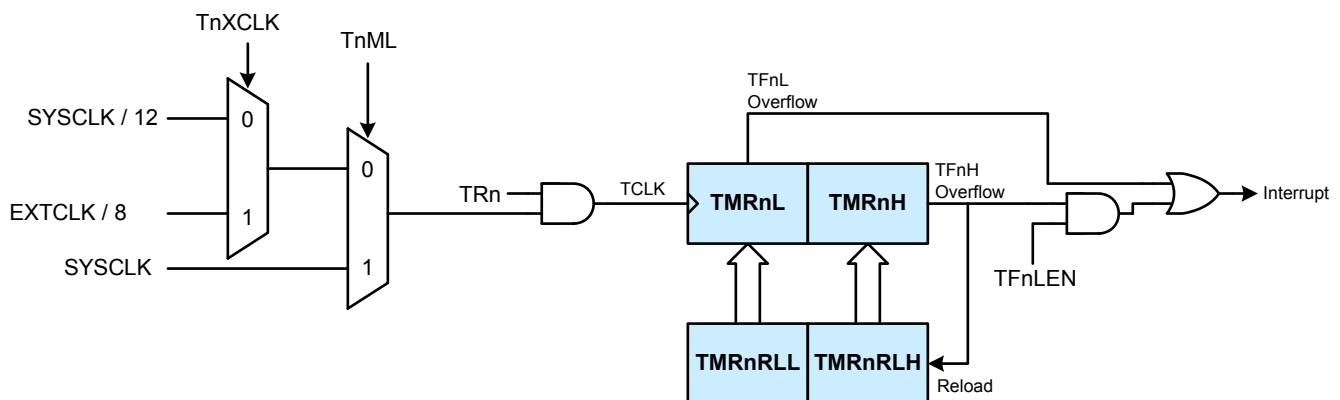 TnXCLK
TnML
SYSCLK / 12
0
EXTCLK / 8
1
0
SYSCLK
1
TRn
TCLK
TFnL
Overflow
TMRnL
TMRnH
TFnH
Overflow
Interrupt
TFnLEN
TMRnRLL
TMRnRLH
Reload